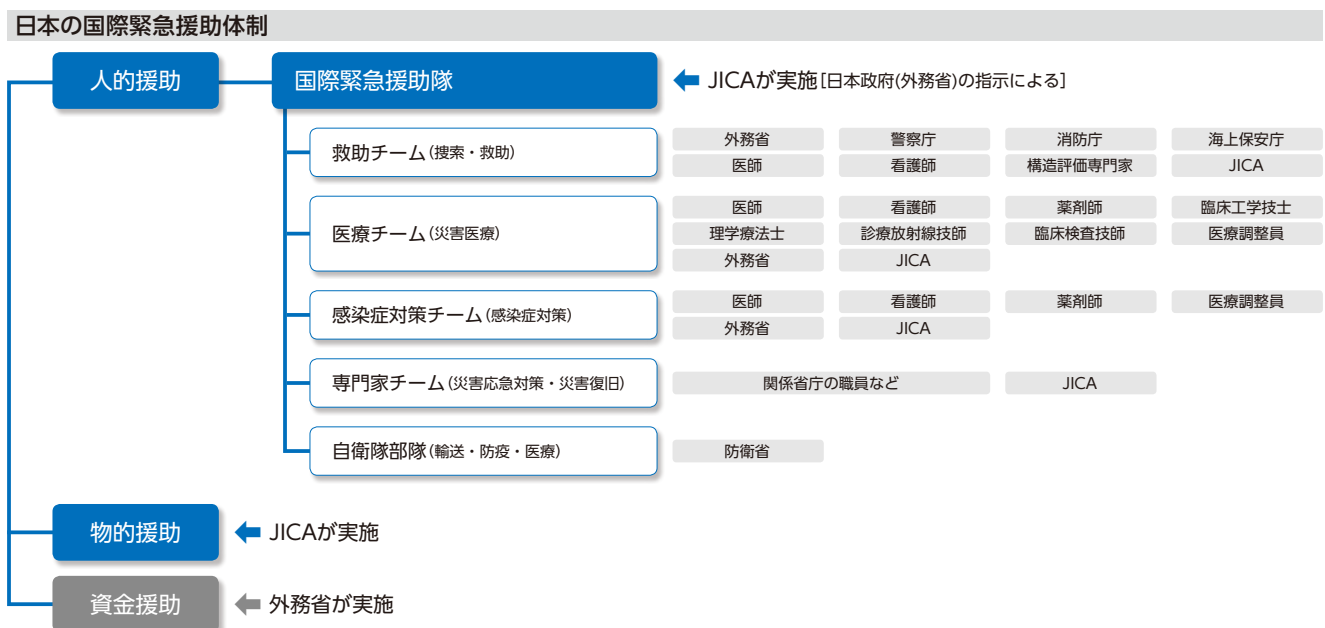 日本の国際緊急援助体制
人的援助 国際緊急援助隊 JICAが実施[日本政府(外務省)の指示による]
救助チーム(捜索・救助) 外務省 警察庁 消防庁 海上保安庁
医師 看護師 構造評価専門家 JICA
医療チーム(災害医療) 医師 看護師 薬剤師 臨床工学技士
理学療法士 診療放射線技師 臨床検査技師 医療調整員
外務省 JICA
感染症対策チーム(感染症対策) 医師 看護師 薬剤師 医療調整員
外務省 JICA
専門家チーム(災害応急対策・災害復旧) 関係省庁の職員など JICA
自衛隊部隊(輸送・防疫・医療) 防衛省
物的援助 JICAが実施
資金援助 外務省が実施